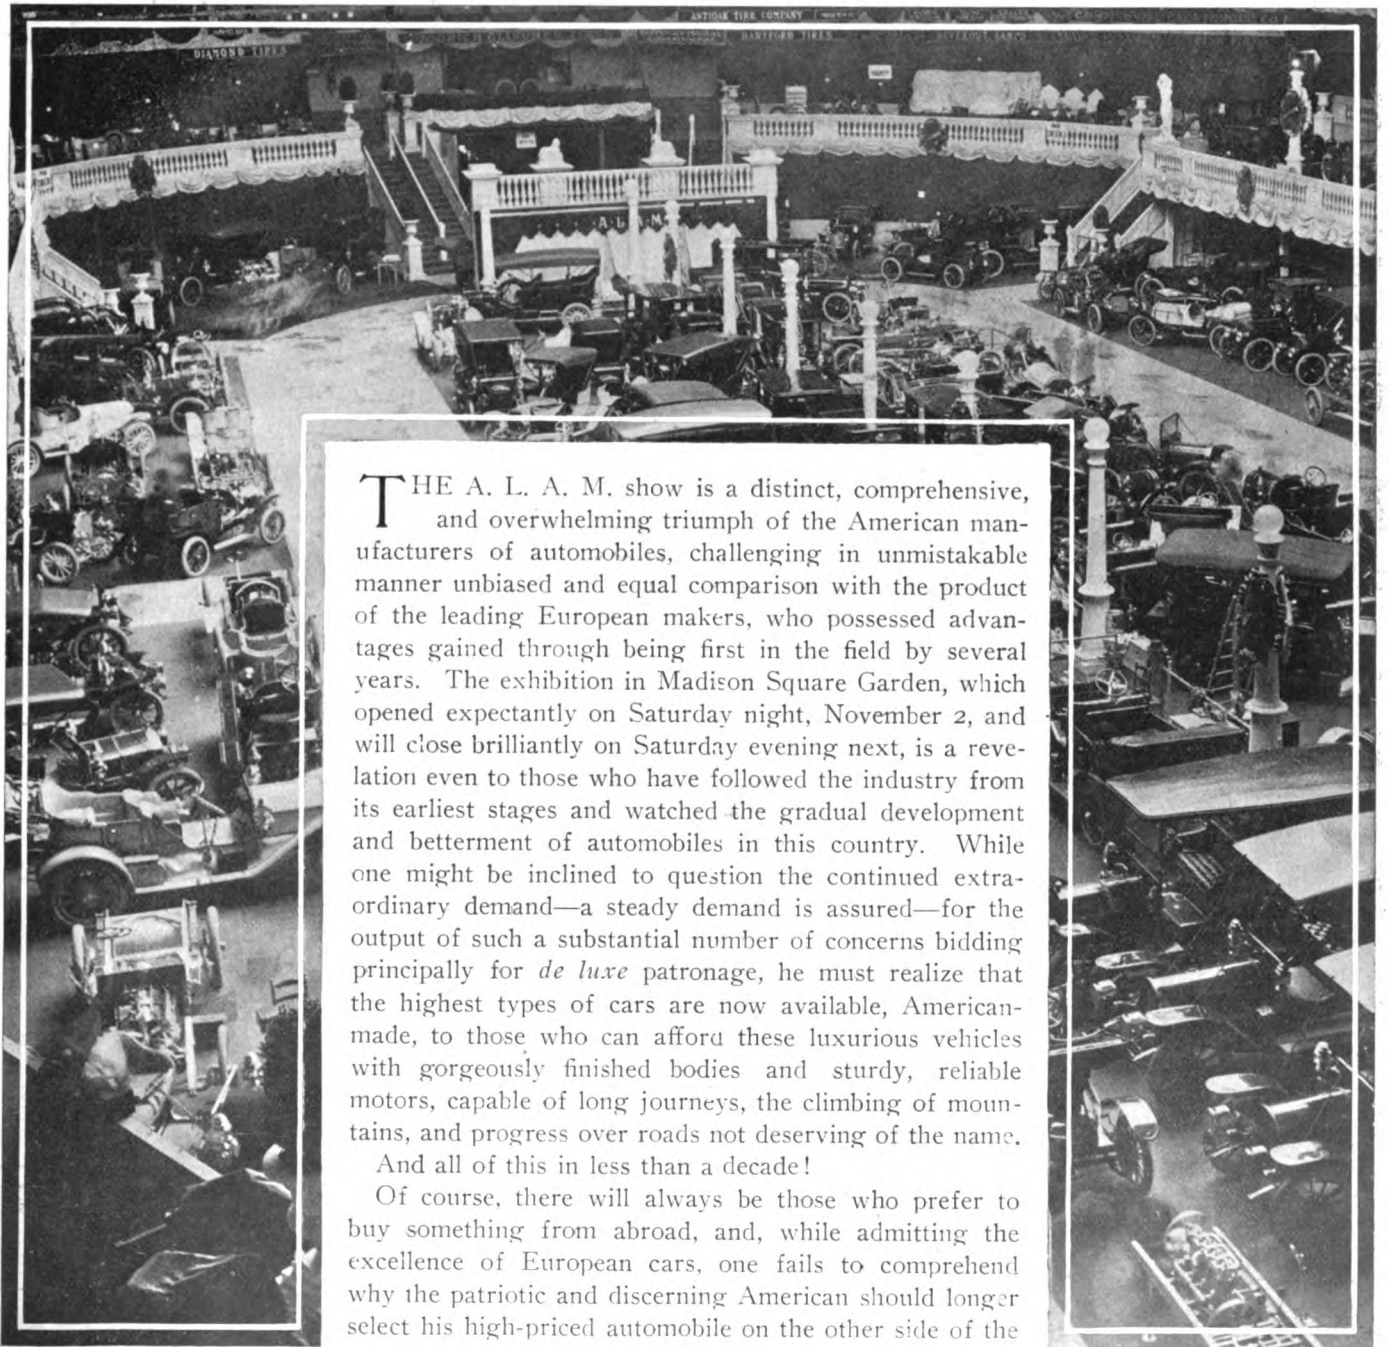 ANTHOAK TIRE COMPANY
DIAMOND TIRES
HARTFORD TIRES
A.L.A.M.
THE A. L. A. M. show is a distinct, comprehensive,
and overwhelming triumph of the American man-
ufacturers of automobiles, challenging in unmistakable
manner unbiased and equal comparison with the product
of the leading European makers, who possessed advan-
tages gained through being first in the field by several
years. The exhibition in Madison Square Garden, which
opened expectantly on Saturday night, November 2, and
will close brilliantly on Saturday evening next, is a reve-
lation even to those who have followed the industry from
its earliest stages and watched the gradual development
and betterment of automobiles in this country. While
one might be inclined to question the continued extra-
ordinary demand—a steady demand is assured—for the
output of such a substantial number of concerns bidding
principally for de luxe patronage, he must realize that
the highest types of cars are now available, American-
made, to those who can afford these luxurious vehicles
with gorgeously finished bodies and sturdy, reliable
motors, capable of long journeys, the climbing of moun-
tains, and progress over roads not deserving of the name.
And all of this in less than a decade!
Of course, there will always be those who prefer to
buy something from abroad, and, while admitting the
excellence of European cars, one fails to comprehend
why the patriotic and discerning American should longer
select his high-priced automobile on the other side of the